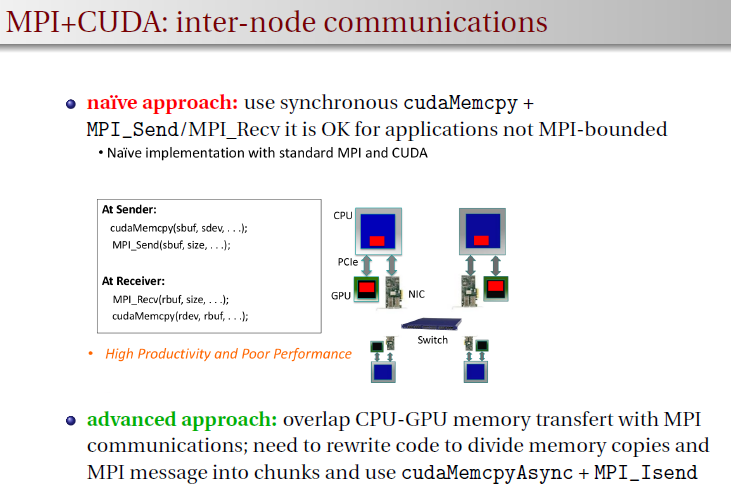 MPI+CUDA: inter-node communications
naïve approach: use synchronous cudaMemcpy +
MPI_Send/MPI_Recv it is OK for applications not MPI-bounded
• Naïve implementation with standard MPI and CUDA
At Sender:
cudaMemcpy(sbuf, sdev, . . .);
MPI_Send(sbuf, size, . . .);
At Receiver:
MPI_Recv(rbuf, size, . . .);
cudaMemcpy(rdev, rbuf, . . .);
CPU
PCIe
GPU
NIC
Switch
• High Productivity and Poor Performance
advanced approach: overlap CPU-GPU memory transfert with MPI
communications; need to rewrite code to divide memory copies and
MPI message into chunks and use cudaMemcpyAsync + MPI_Isend